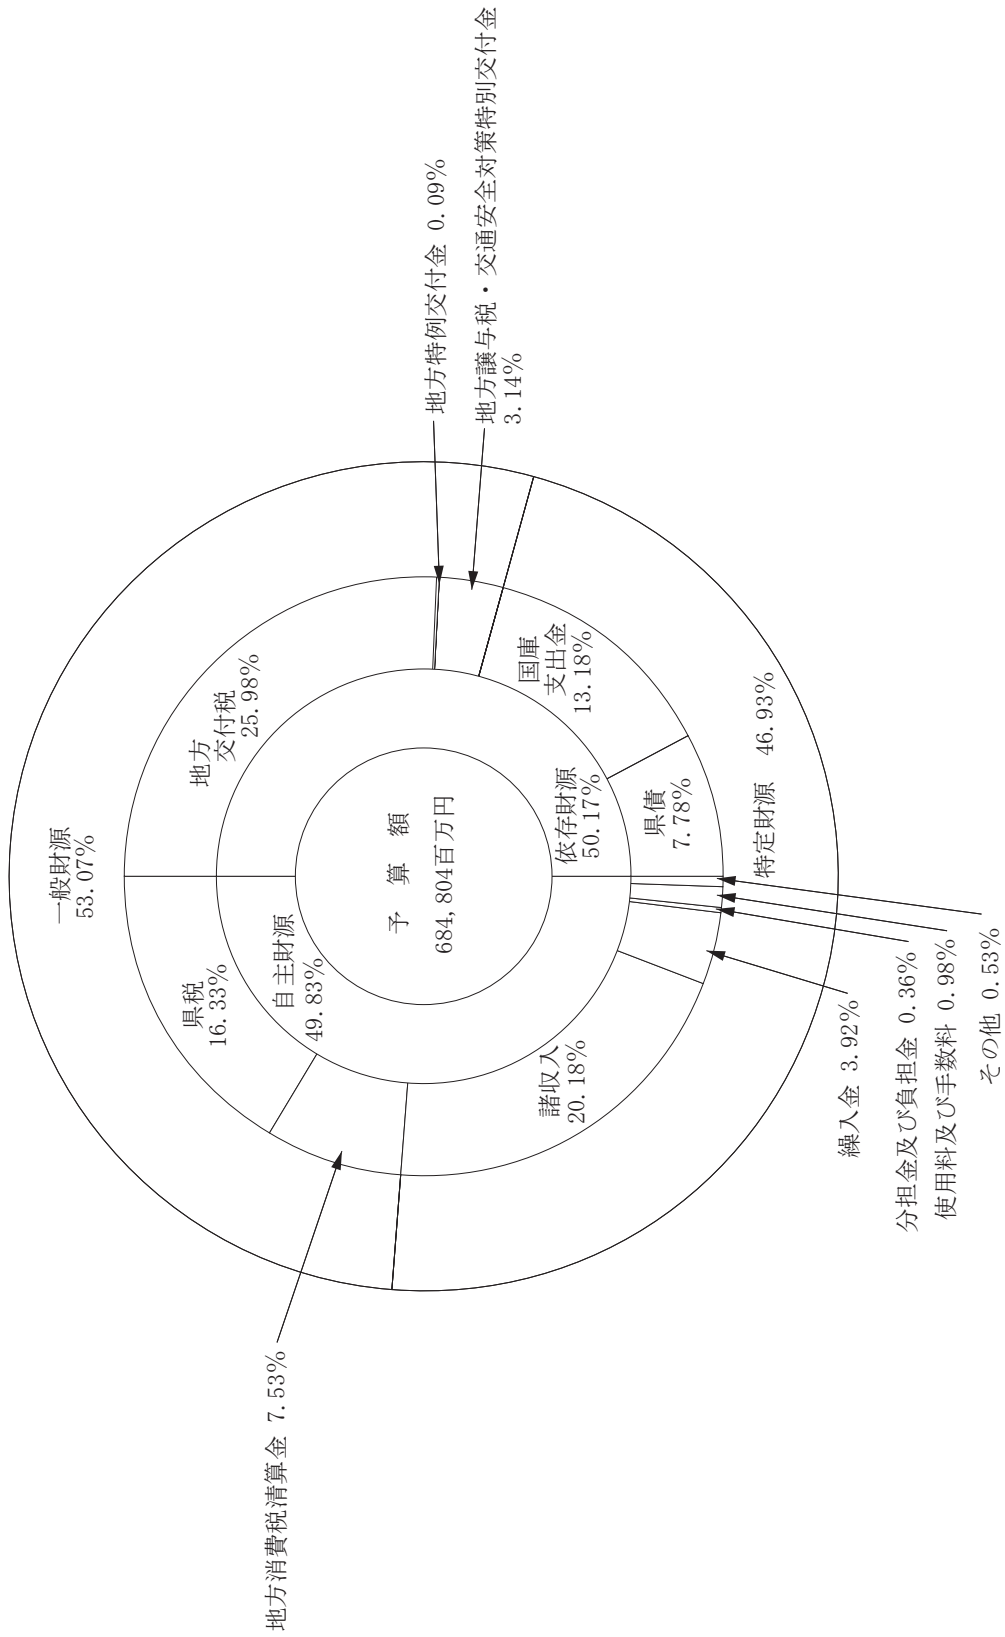 一般財源
53.07%
地方
交付税
25.98%
地方特例交付金 0.09%
地方譲与税・交通安全対策特別交付金
3.14%
国庫
支出金
13.18%
県債
7.78%
依存財源
50.17%
特定財源 46.93%
予算額
684,804百万円
自主財源
49.83%
県税
16.33%
地方消費税清算金 7.53%
諸収入
20.18%
繰入金 3.92%
分担金及び負担金 0.36%
使用料及び手数料 0.98%
その他 0.53%